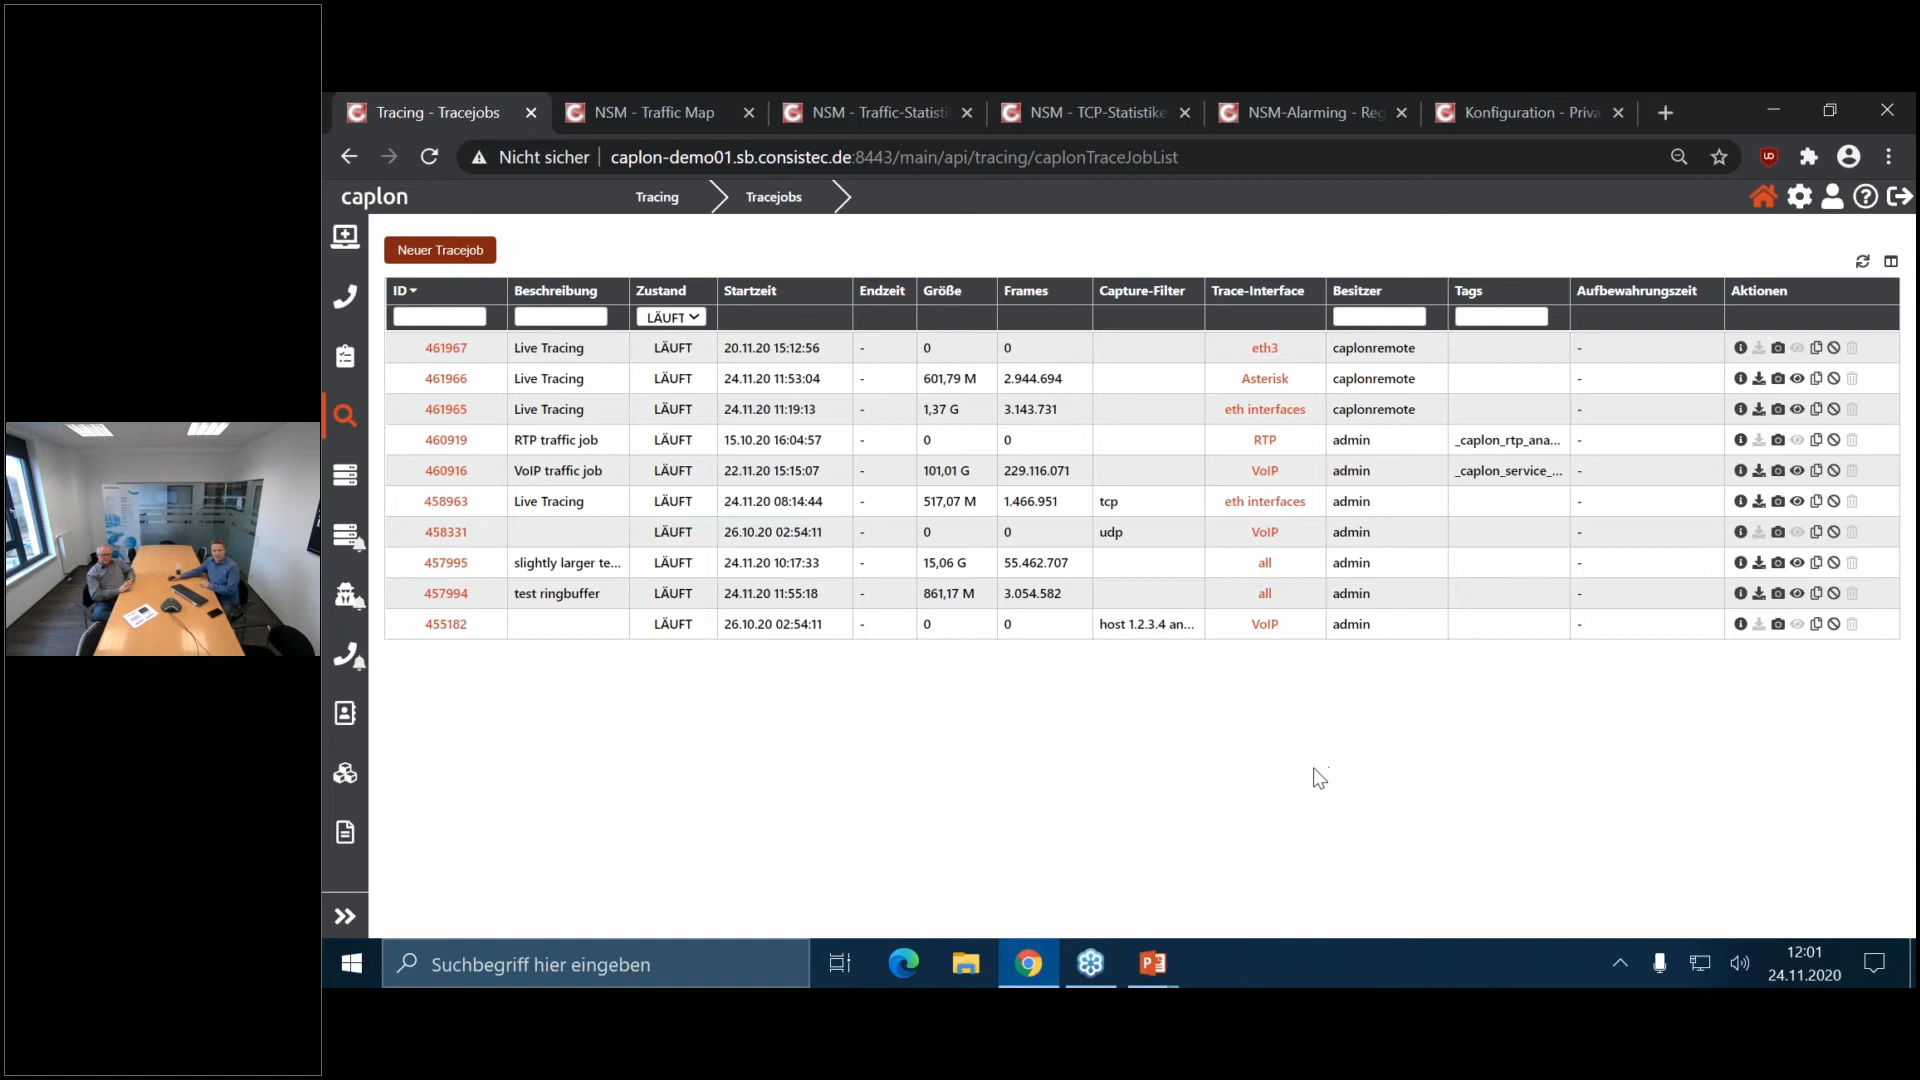 Tracing - Tracejobs
NSM - Traffic Map
NSM - Traffic-Statisti
NSM - TCP-Statistike
NSM-Alarming - Reg
Konfiguration - Priva
Nicht sicher
caplon-demo01.sb.consistec.de:8443/main/api/tracing/caplonTraceJobList
caplon
Tracing
Tracejobs
Neuer Tracejob
ID Beschreibung Zustand Startzeit Endzeit Größe Frames Capture-Filter Trace-Interface Besitzer Tags Aufbewahrungszeit Aktionen
LÄUFT
461967 Live Tracing LÄUFT 20.11.20 15:12:56 - 0 0 eth3 caplonremote -
461966 Live Tracing LÄUFT 24.11.20 11:53:04 - 601,79 M 2.944.694 Asterisk caplonremote -
461965 Live Tracing LÄUFT 24.11.20 11:19:13 - 1,37 G 3.143.731 eth interfaces caplonremote -
460919 RTP traffic job LÄUFT 15.10.20 16:04:57 - 0 0 RTP admin _caplon_rtp_ana... -
460916 VoIP traffic job LÄUFT 22.11.20 15:15:07 - 101,01 G 229.116.071 VoIP admin _caplon_service_... -
458963 Live Tracing LÄUFT 24.11.20 08:14:44 - 517,07 M 1.466.951 tcp eth interfaces admin -
458331 LÄUFT 26.10.20 02:54:11 - 0 0 udp VoIP admin -
457995 slightly larger te... LÄUFT 24.11.20 10:17:33 - 15,06 G 55.462.707 all admin -
457994 test ringbuffer LÄUFT 24.11.20 11:55:18 - 861,17 M 3.054.582 all admin -
455182 LÄUFT 26.10.20 02:54:11 - 0 0 host 1.2.3.4 an... VoIP admin -
Suchbegriff hier eingeben
12:01
24.11.2020